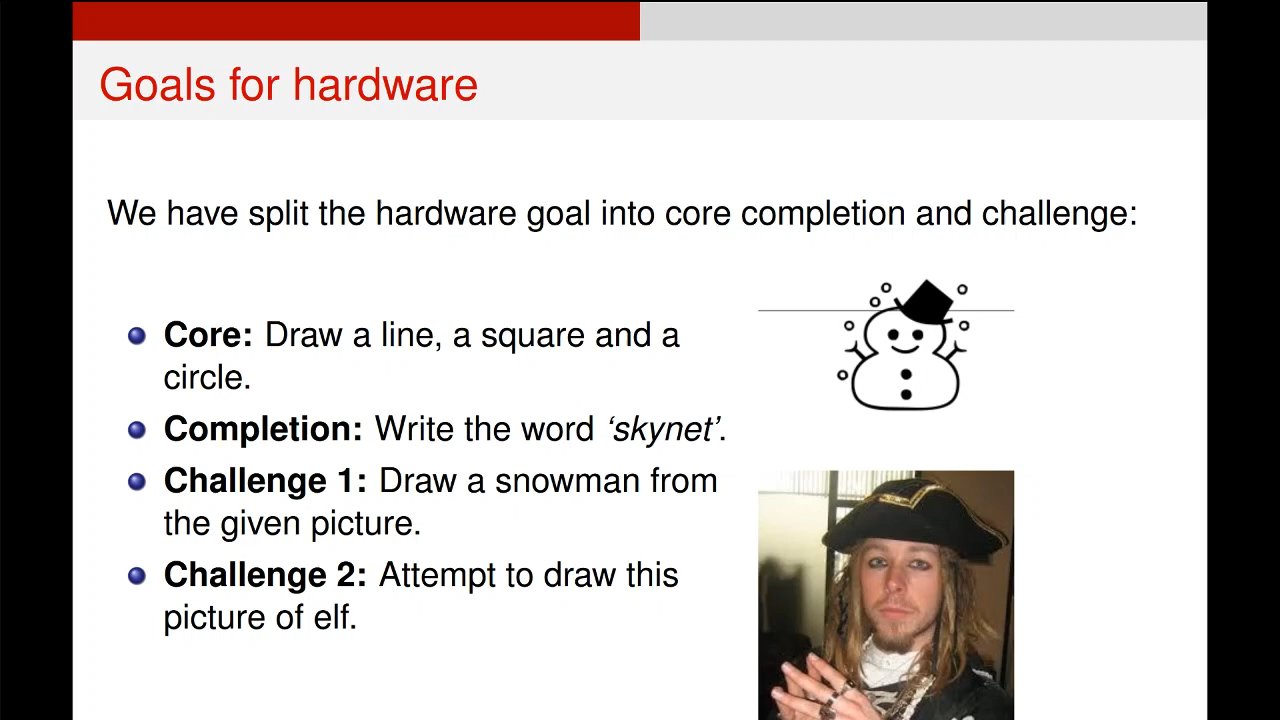 Goals for hardware
We have split the hardware goal into core completion and challenge:
Core: Draw a line, a square and a
circle.
Completion: Write the word ‘skynet’.
Challenge 1: Draw a snowman from
the given picture.
Challenge 2: Attempt to draw this
picture of elf.